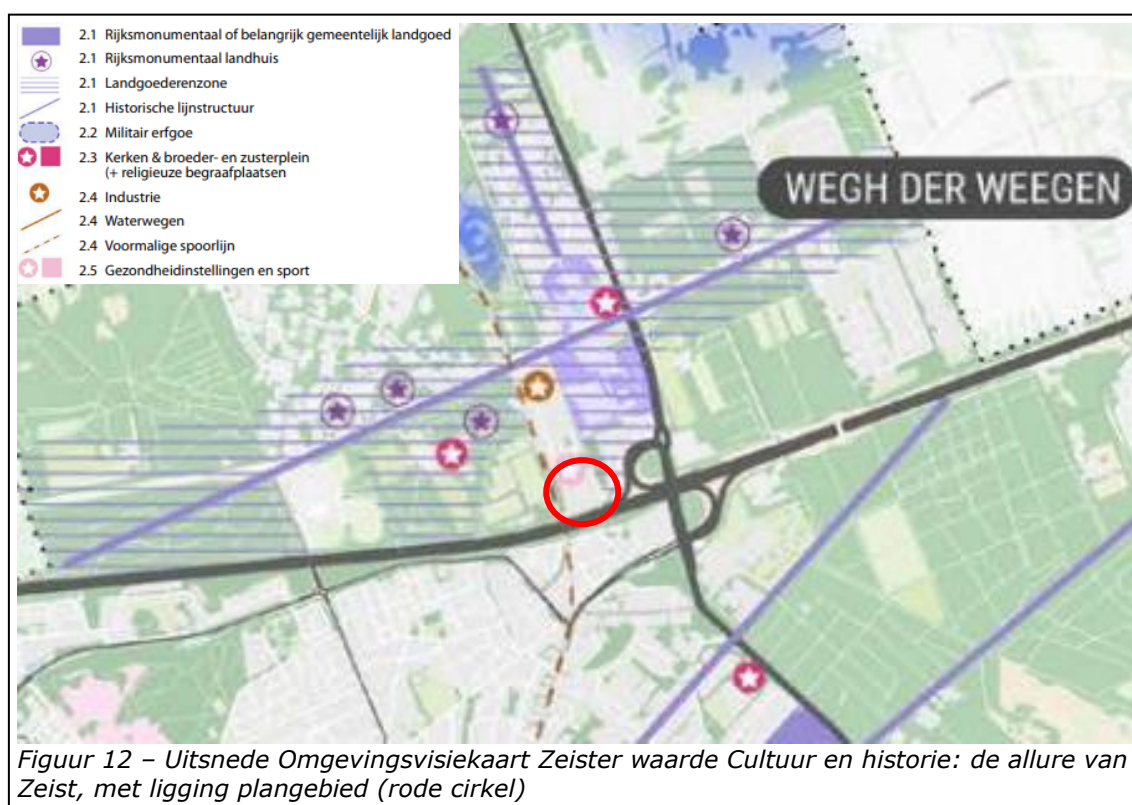 2.1 Rijksmonumentaal of belangrijk gemeentelijk landgoed
2.1 Rijksmonumentaal landhuis
2.1 Landgoederenzone
2.1 Historische lijnstructuur
2.2 Militair erfgoe
2.3 Kerken & broeder- en zusterplein
(+ religieuze begraafplaatsen
2.4 Industrie
2.4 Waterwegen
2.4 Voormalige spoorlijn
2.5 Gezondheidinstellingen en sport
WEGH DER WEEGEN
Figuur 12 – Uitsnede Omgevingsvisiekaart Zeister waarde Cultuur en historie: de allure van
Zeist, met ligging plangebied (rode cirkel)